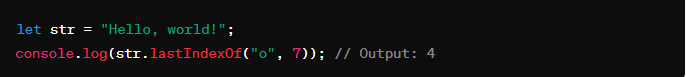 let str = "Hello, world!";
console.log(str.lastIndexOf("o", 7)); // Output: 4